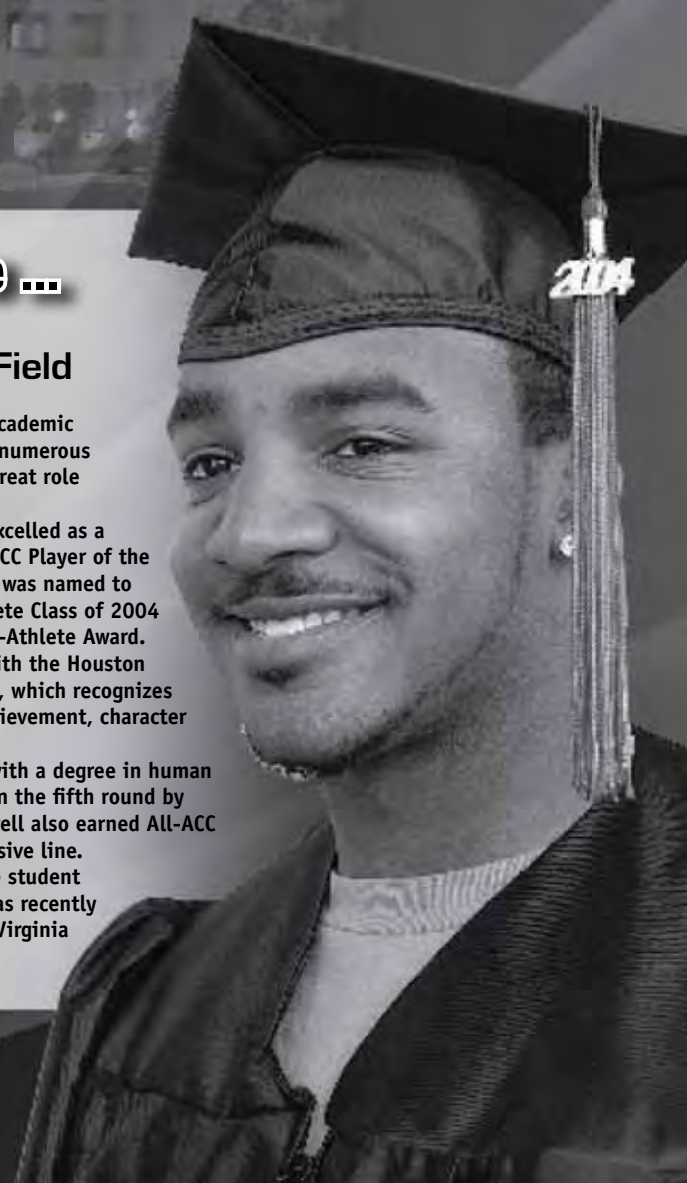 e ...
Field
cademic
numerous
reat role
xcelled as a
CC Player of the
was named to
ete Class of 2004
-Athlete Award.
ith the Houston
, which recognizes
ievement, character
with a degree in human
n the fifth round by
ell also earned All-ACC
sive line.
student
as recently
Virginia
2004